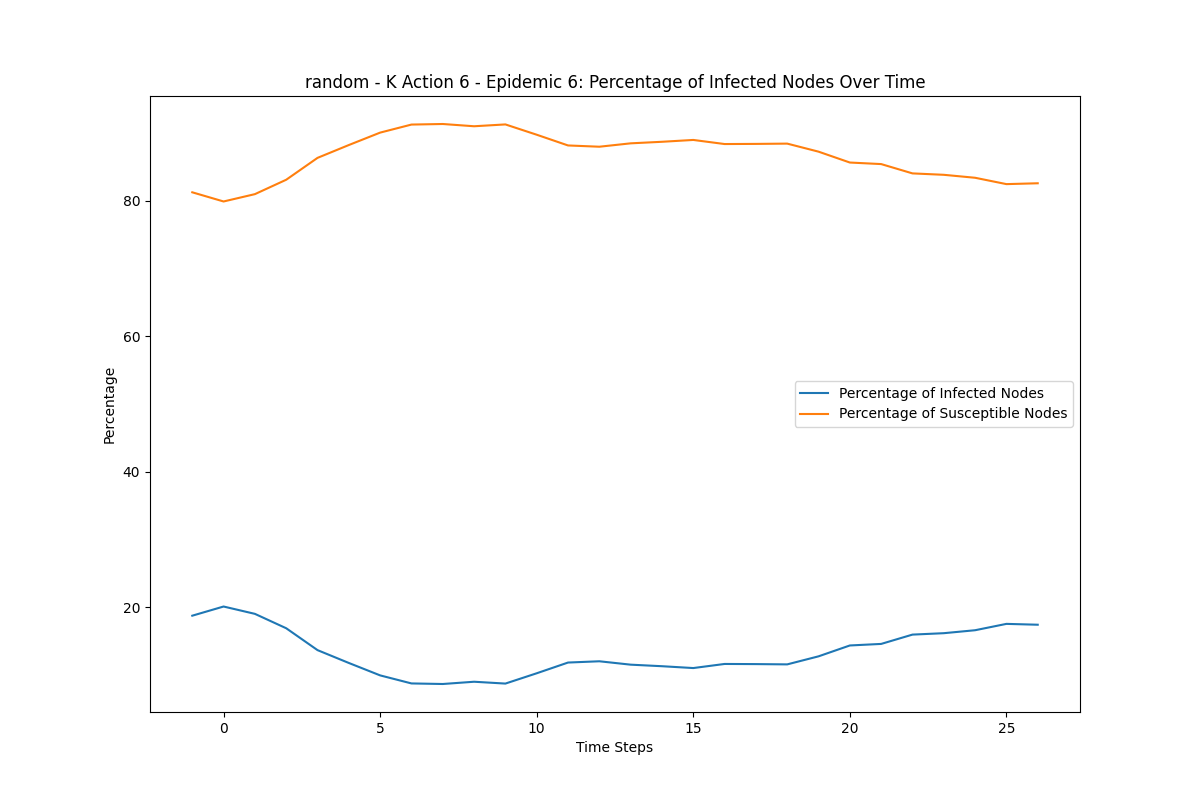 random - K Action 6 - Epidemic 6: Percentage of Infected Nodes Over Time
Percentage
80
60
40
20
Percentage of Infected Nodes
Percentage of Susceptible Nodes
0 5 10 15 20 25
Time Steps